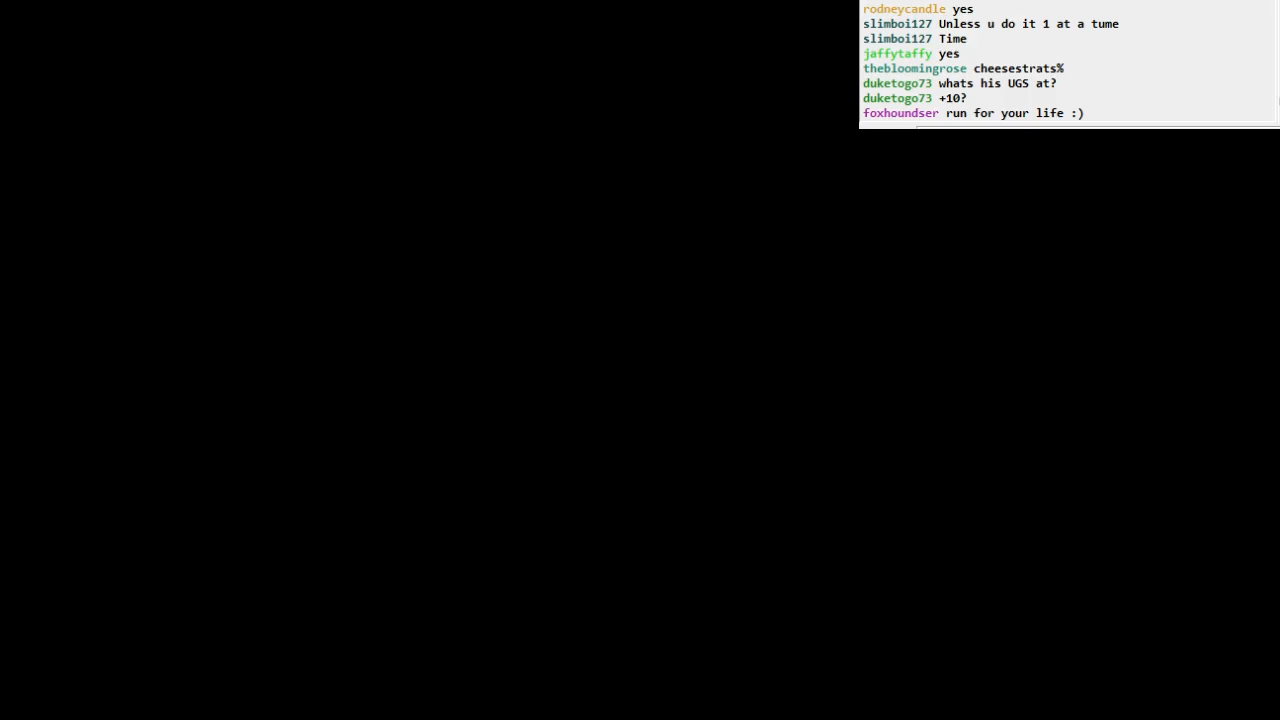 rodneycandle yes
slimboi127 Unless u do it 1 at a tume
slimboi127 Time
jaffytaffy yes
thebloomingrose cheesestrats%
duketogo73 whats his UGS at?
duketogo73 +10?
foxhoundser run for your life :)